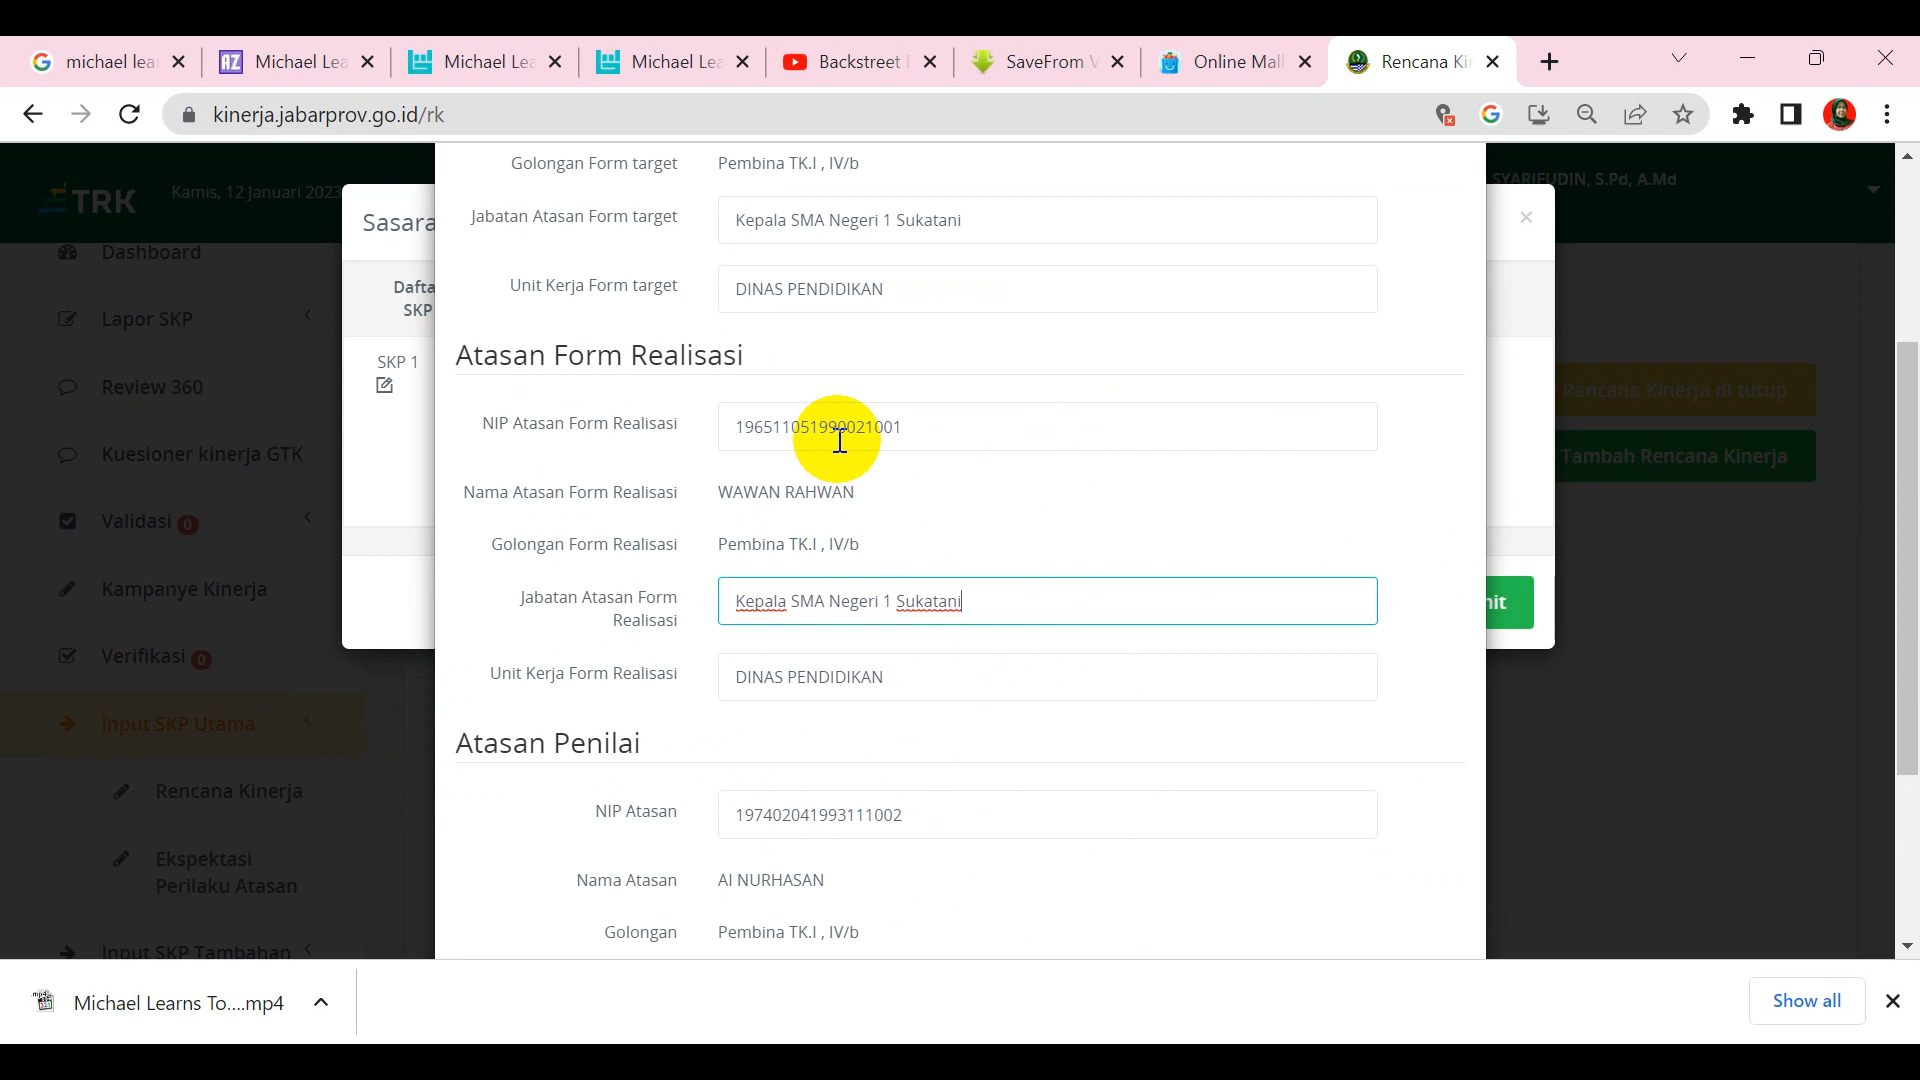 michael lea
Michael Lea
Michael Lea
Michael Lea
Backstreet B
SaveFrom V
Online Mall
Rencana Kin
kinerja.jabarprov.go.id/rk
TRK
Kamis, 12 Januari 2023
SYARIFUDIN, S.Pd, A.Md
Dashboard
Lapor SKP
Review 360
Kuesioner kinerja GTK
Validasi 0
Kampanye Kinerja
Verifikasi 0
Input SKP Utama
Rencana Kinerja
Ekspektasi
Perilaku Atasan
Input SKP Tambahan
Sasara
Dafta
SKP
SKP 1
Golongan Form target
Pembina TK.I , IV/b
Jabatan Atasan Form target
Kepala SMA Negeri 1 Sukatani
Unit Kerja Form target
DINAS PENDIDIKAN
Atasan Form Realisasi
NIP Atasan Form Realisasi
196511051990021001
Nama Atasan Form Realisasi
WAWAN RAHWAN
Golongan Form Realisasi
Pembina TK.I , IV/b
Jabatan Atasan Form
Realisasi
Kepala SMA Negeri 1 Sukatani
Unit Kerja Form Realisasi
DINAS PENDIDIKAN
Atasan Penilai
NIP Atasan
197402041993111002
Nama Atasan
AI NURHASAN
Golongan
Pembina TK.I , IV/b
Rencana Kinerja di tutup
Tambah Rencana Kinerja
nit
Michael Learns To....mp4
Show all